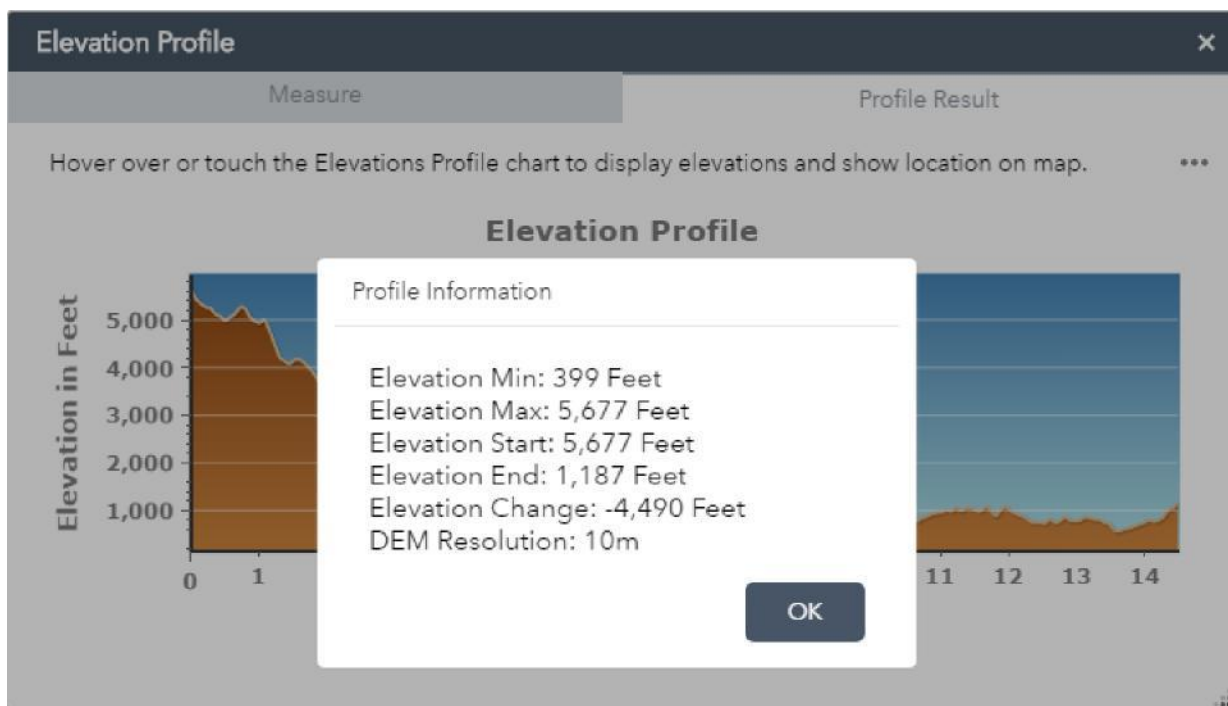 Elevation Profile ×
Measure
Profile Result
Hover over or touch the Elevations Profile chart to display elevations and show location on map. •••
Elevation Profile
Elevation in Feet
5,000
4,000
3,000
2,000
1,000
0 1 11 12 13 14
Profile Information
Elevation Min: 399 Feet
Elevation Max: 5,677 Feet
Elevation Start: 5,677 Feet
Elevation End: 1,187 Feet
Elevation Change: -4,490 Feet
DEM Resolution: 10m
OK